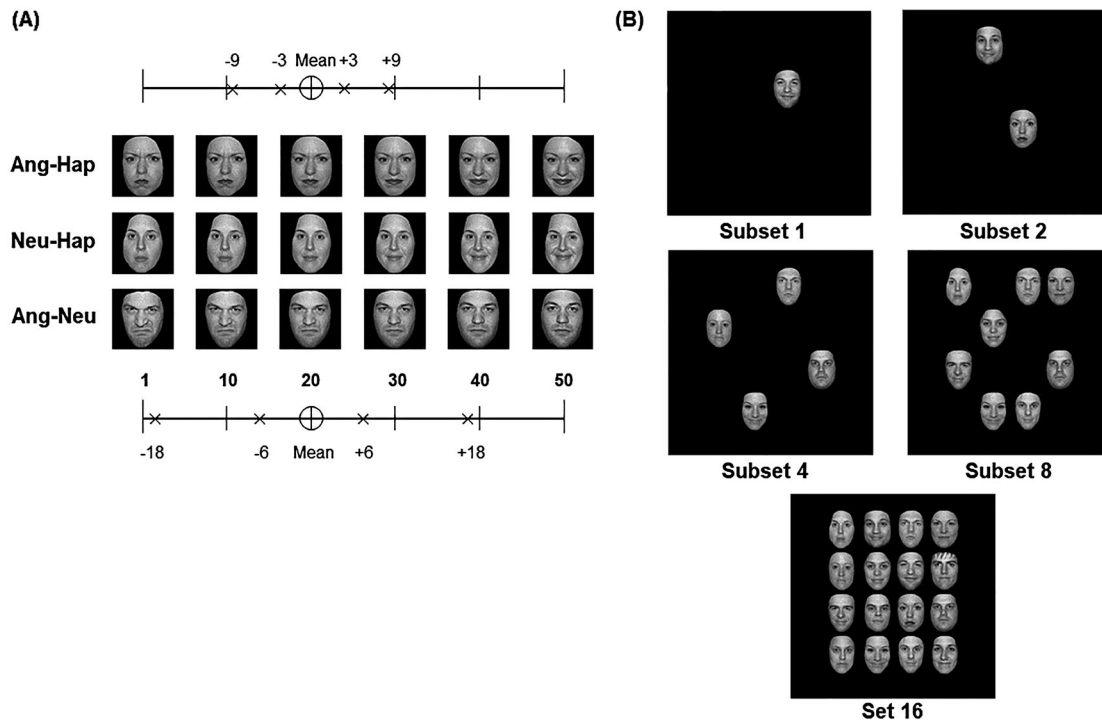 (A)
-9 -3 Mean +3 +9
Ang-Hap
Neu-Hap
Ang-Neu
1 10 20 30 40 50
-18 -6 Mean +6 +18
(B)
Subset 1
Subset 2
Subset 4
Subset 8
Set 16